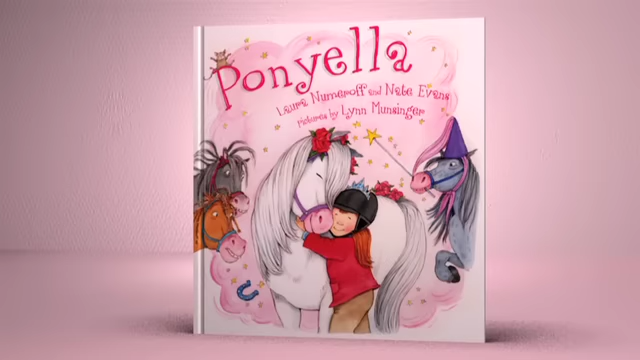 Ponyella
Laura Numeroff and Nate Evans
Pictures by Lynn Munsinger